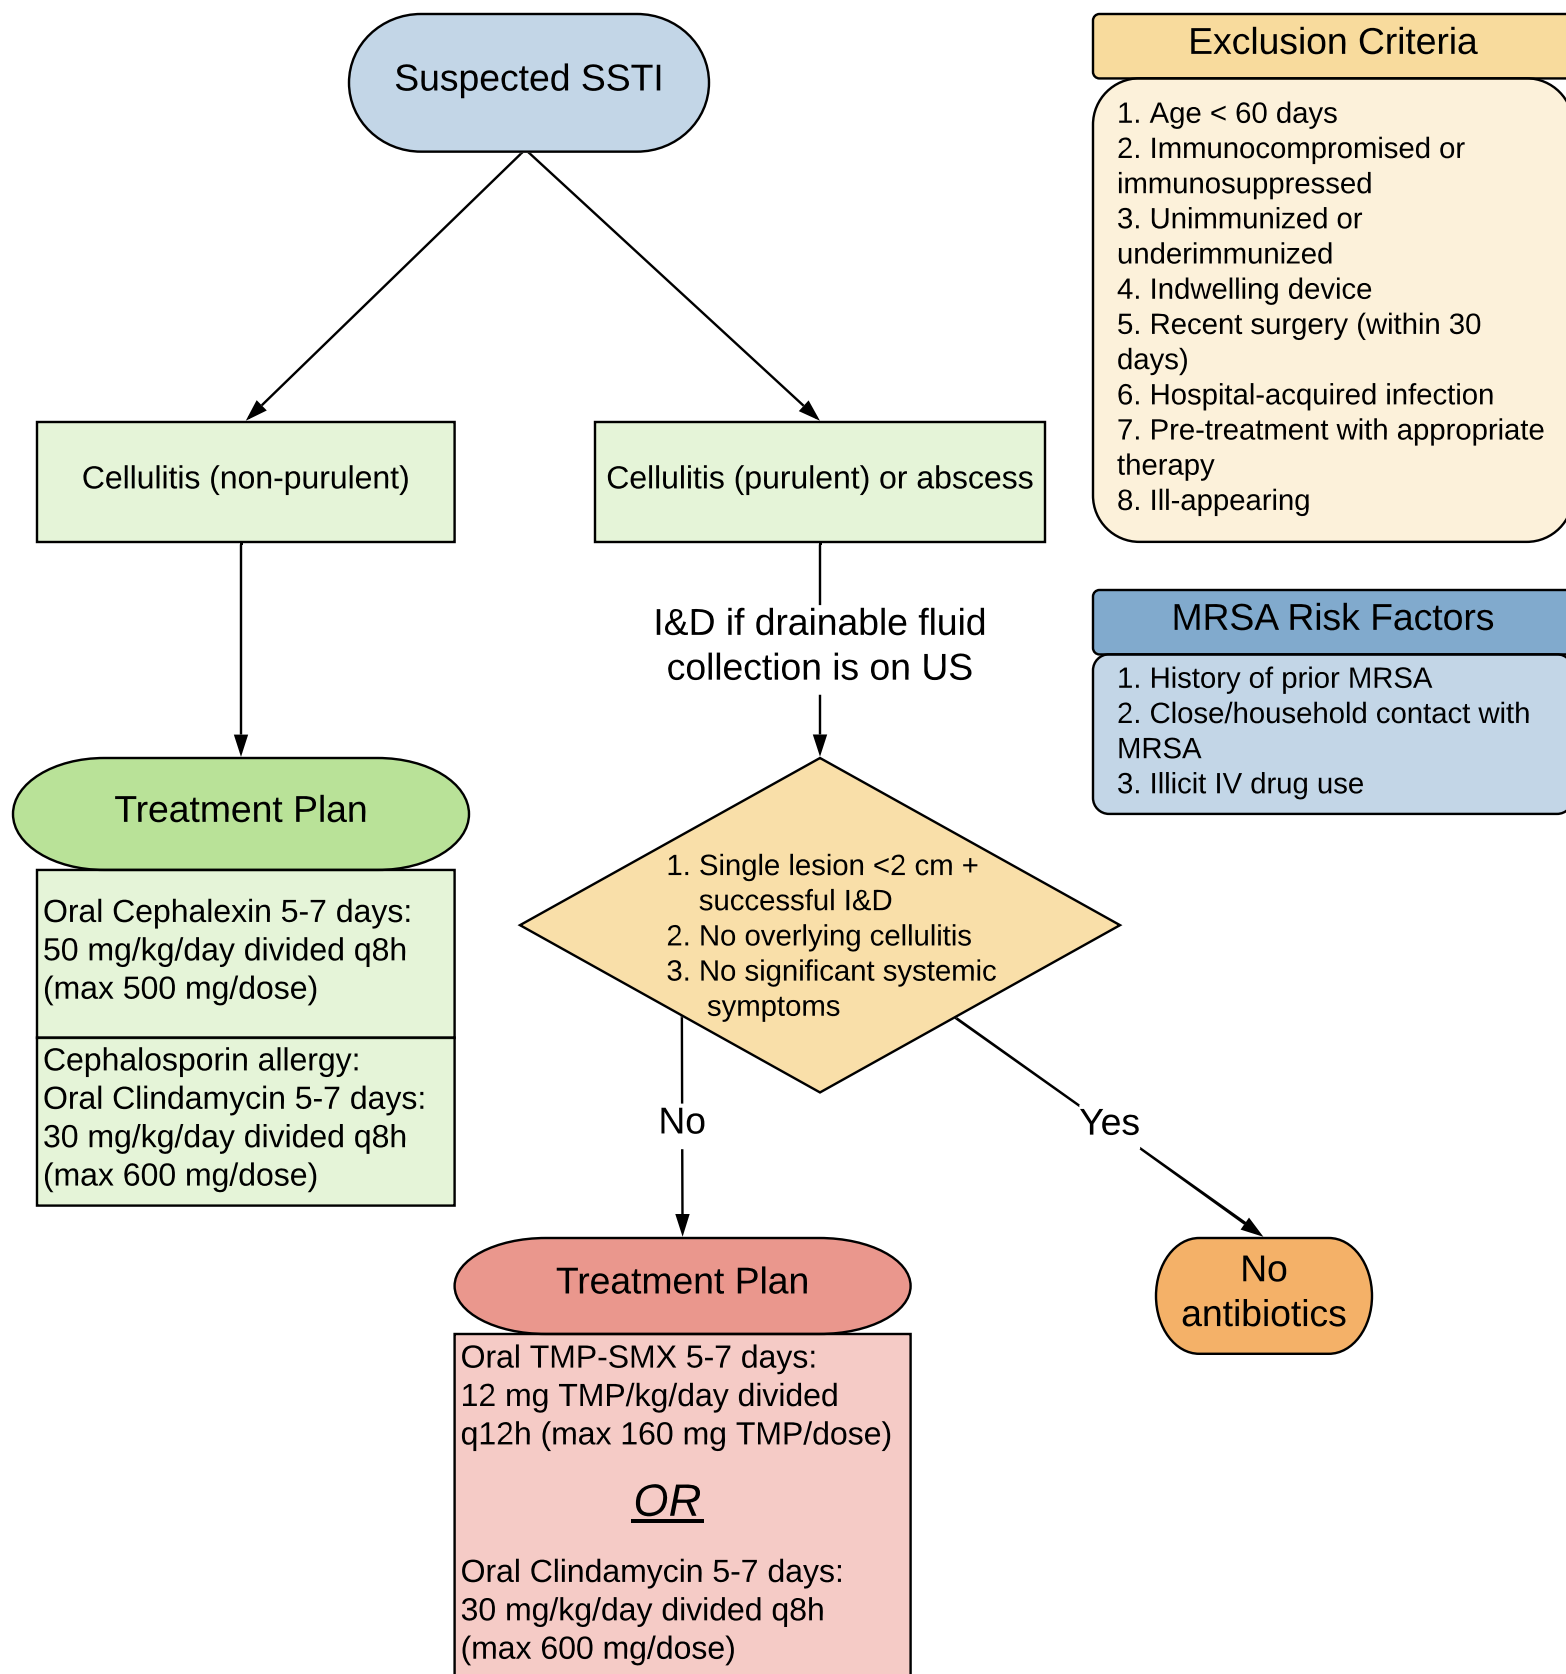 Suspected SSTI
Exclusion Criteria
1. Age < 60 days
2. Immunocompromised or
immunosuppressed
3. Unimmunized or
underimmunized
4. Indwelling device
5. Recent surgery (within 30
days)
6. Hospital-acquired infection
7. Pre-treatment with appropriate
therapy
8. Ill-appearing
Cellulitis (non-purulent)
Cellulitis (purulent) or abscess
I&D if drainable fluid
collection is on US
MRSA Risk Factors
1. History of prior MRSA
2. Close/household contact with
MRSA
3. Illicit IV drug use
Treatment Plan
Oral Cephalexin 5-7 days:
50 mg/kg/day divided q8h
(max 500 mg/dose)
Cephalosporin allergy:
Oral Clindamycin 5-7 days:
30 mg/kg/day divided q8h
(max 600 mg/dose)
1. Single lesion <2 cm +
successful I&D
2. No overlying cellulitis
3. No significant systemic
symptoms
No
Yes
Treatment Plan
Oral TMP-SMX 5-7 days:
12 mg TMP/kg/day divided
q12h (max 160 mg TMP/dose)
OR
Oral Clindamycin 5-7 days:
30 mg/kg/day divided q8h
(max 600 mg/dose)
No
antibiotics